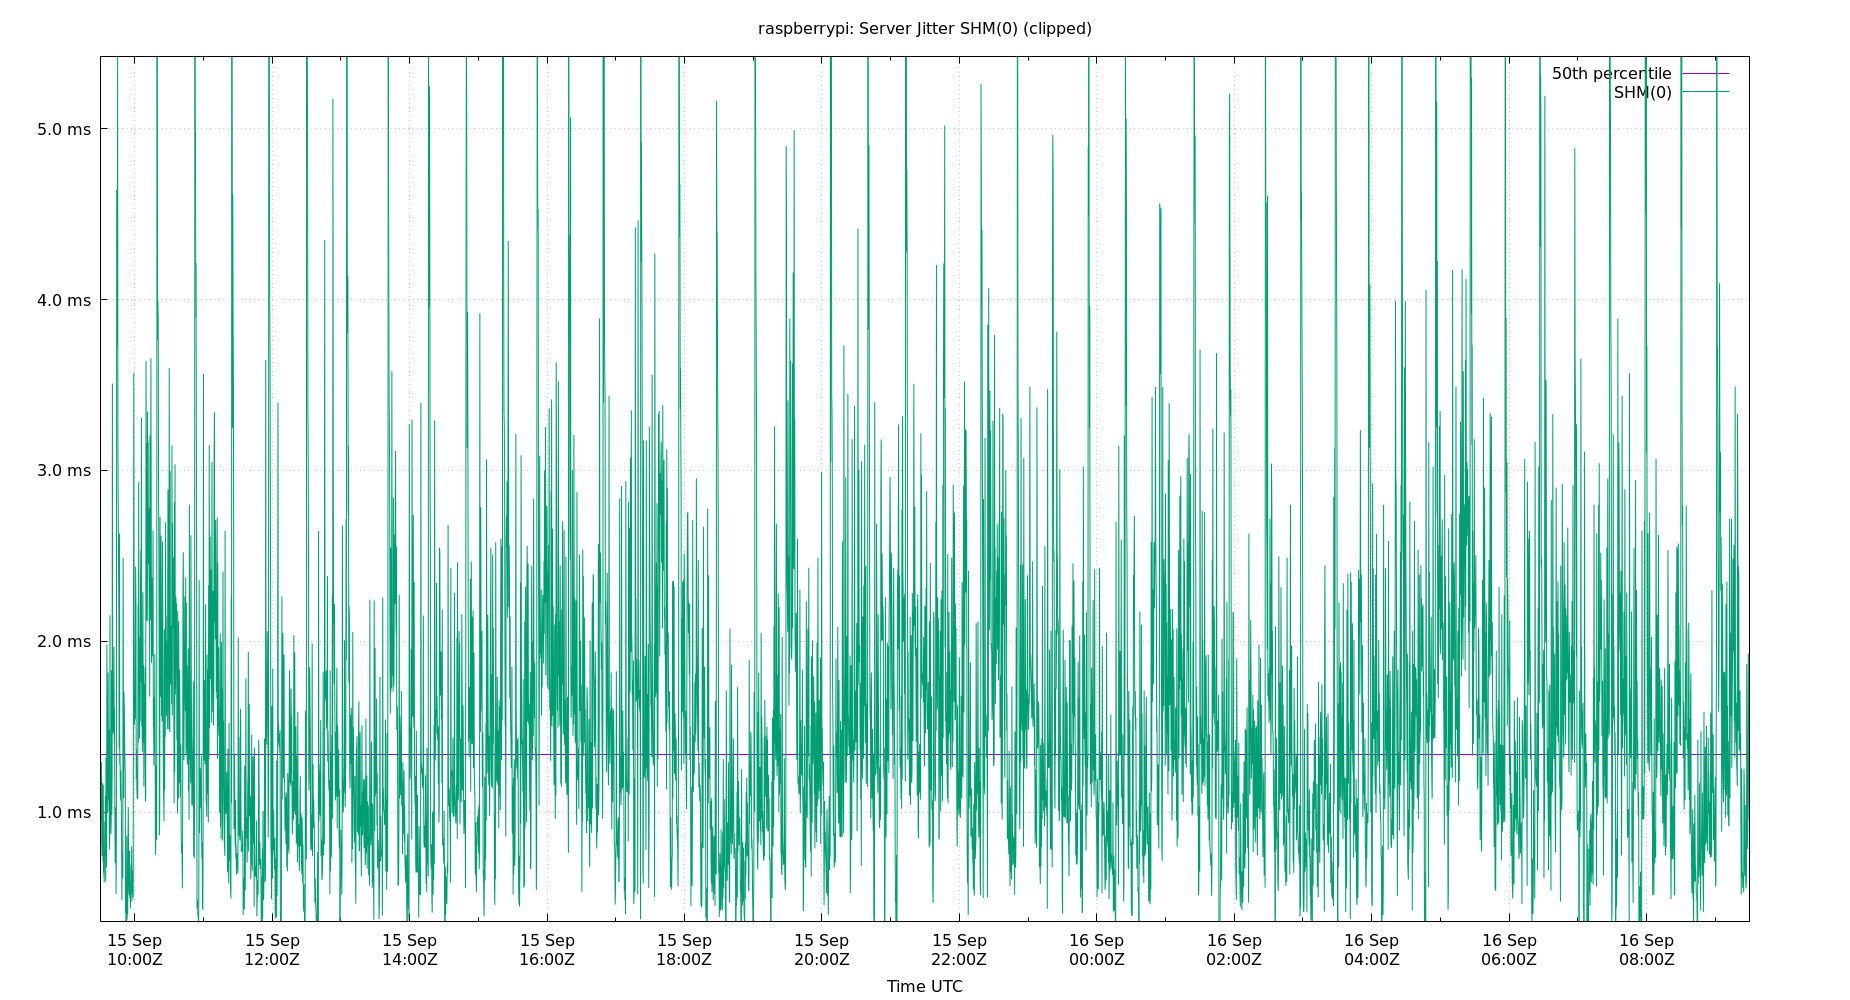 raspberrypi: Server Jitter SHM(0) (clipped)
50th percentile
SHM(0)
5.0 ms
4.0 ms
3.0 ms
2.0 ms
1.0 ms
15 Sep 15 Sep 15 Sep 15 Sep 15 Sep 15 Sep 15 Sep 16 Sep 16 Sep 16 Sep 16 Sep 16 Sep
10:00Z 12:00Z 14:00Z 16:00Z 18:00Z 20:00Z 22:00Z 00:00Z 02:00Z 04:00Z 06:00Z 08:00Z
Time UTC